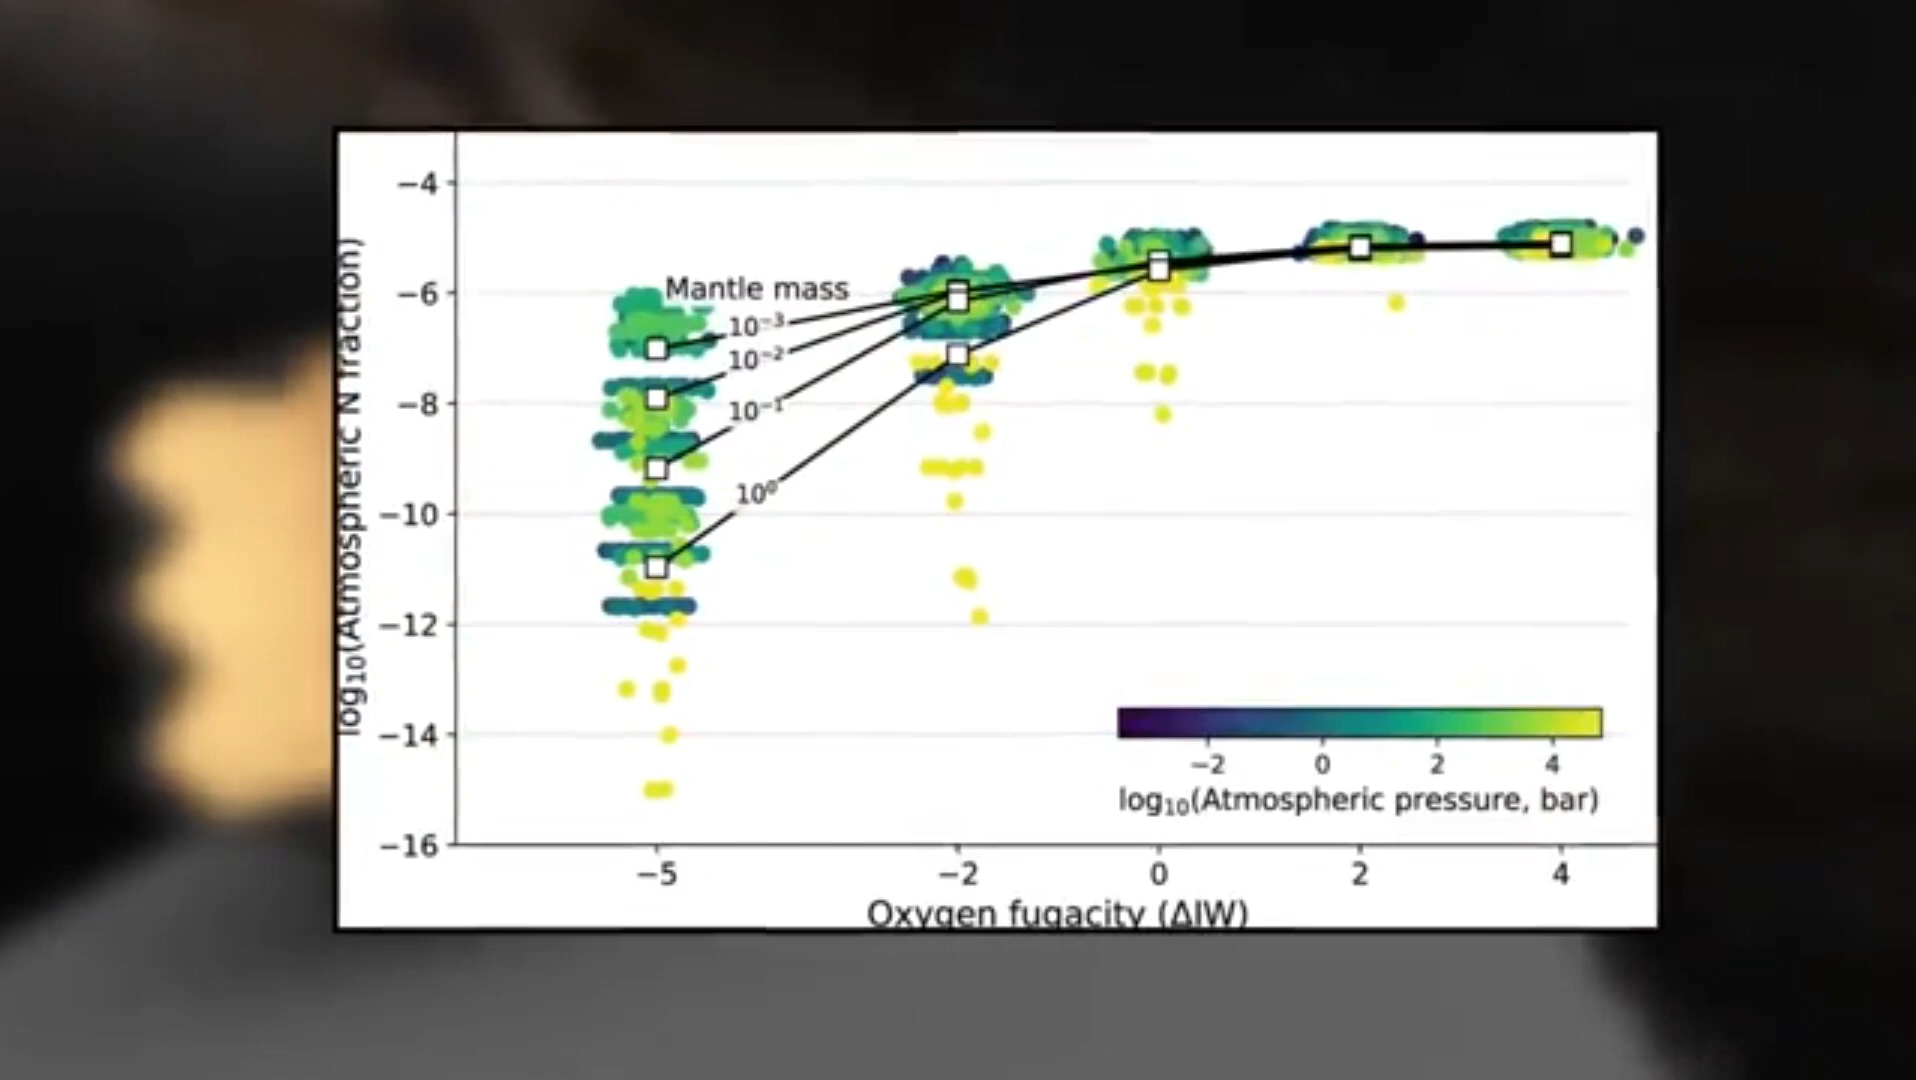 −4
−6
−8
−10
−12
−14
−16
log₁₀(Atmospheric N fraction)
Mantle mass
10⁻³
10⁻²
10⁻¹
10⁰
−2 0 2 4
log₁₀(Atmospheric pressure, bar)
−5 −2 0 2 4
Oxygen fugacity (ΔIW)